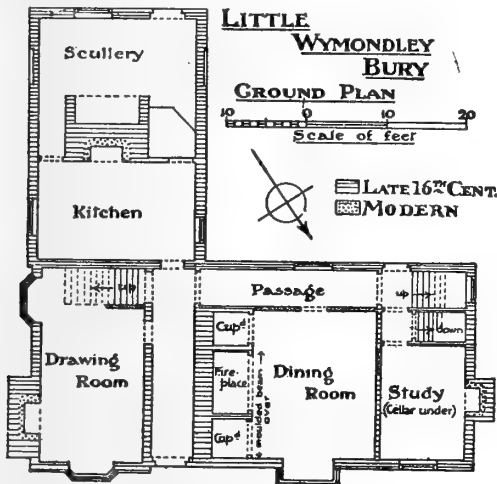 LITTLE
WYMONDLEY
BURY
GROUND PLAN
10 0 10 20
Scale of feet
LATE 16TH CENT.
MODERN
Scullery
Kitchen
up
Passage
up
down
Drawing
Room
Cupd
Fire-
place
Cupd
moulded beam
over
Dining
Room
Study
(Cellar under)